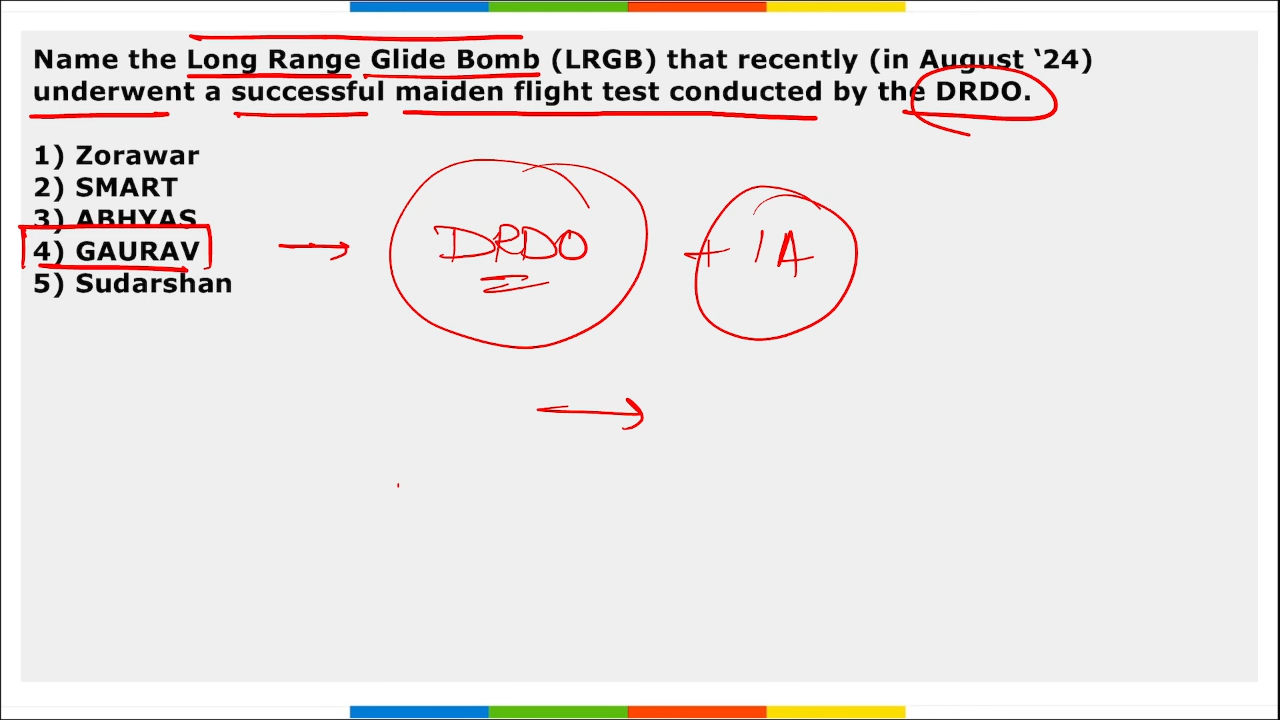 Name the Long Range Glide Bomb (LRGB) that recently (in August ‘24)
underwent a successful maiden flight test conducted by the DRDO.
1) Zorawar
2) SMART
3) ABHYAS
4) GAURAV
5) Sudarshan
DRDO + IA